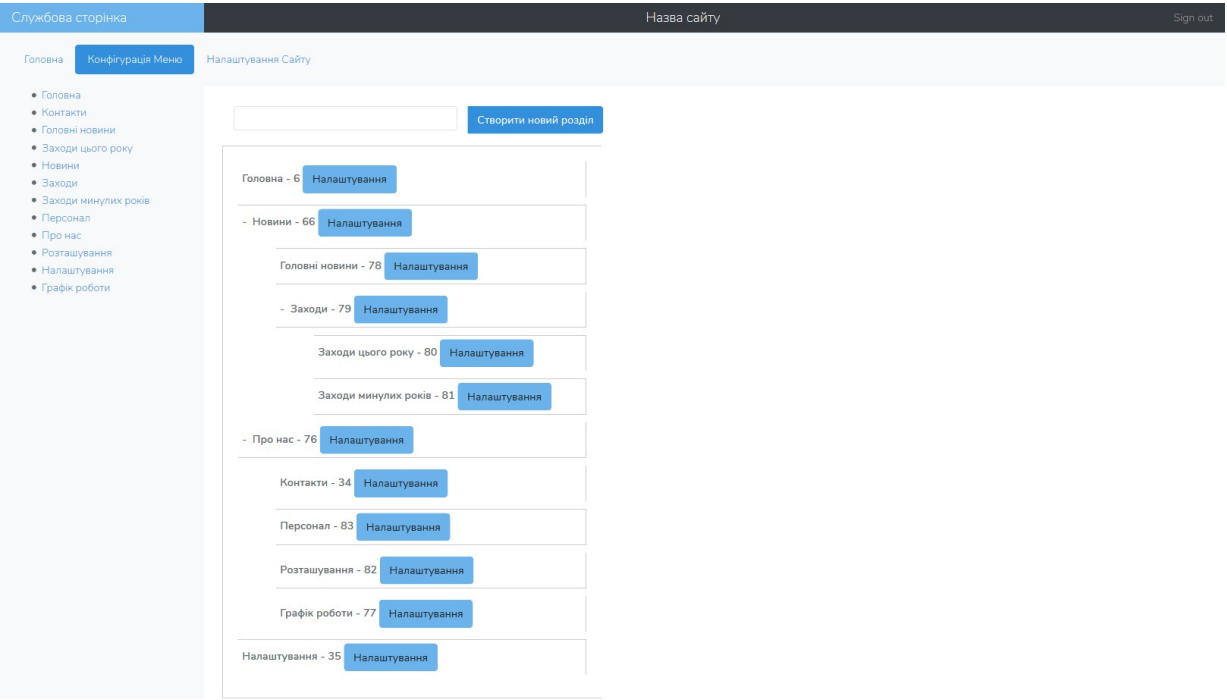 Службова сторінка
Назва сайту
Sign out
Головна
Конфігурація Меню
Налаштування Сайту
Головна
Контакти
Головні новини
Заходи цього року
Новини
Заходи
Заходи минулих років
Персонал
Про нас
Розташування
Налаштування
Графік роботи
Створити новий розділ
Головна - 6 Налаштування
- Новини - 66 Налаштування
Головні новини - 78 Налаштування
- Заходи - 79 Налаштування
Заходи цього року - 80 Налаштування
Заходи минулих років - 81 Налаштування
- Про нас - 76 Налаштування
Контакти - 34 Налаштування
Персонал - 83 Налаштування
Розташування - 82 Налаштування
Графік роботи - 77 Налаштування
Налаштування - 35 Налаштування